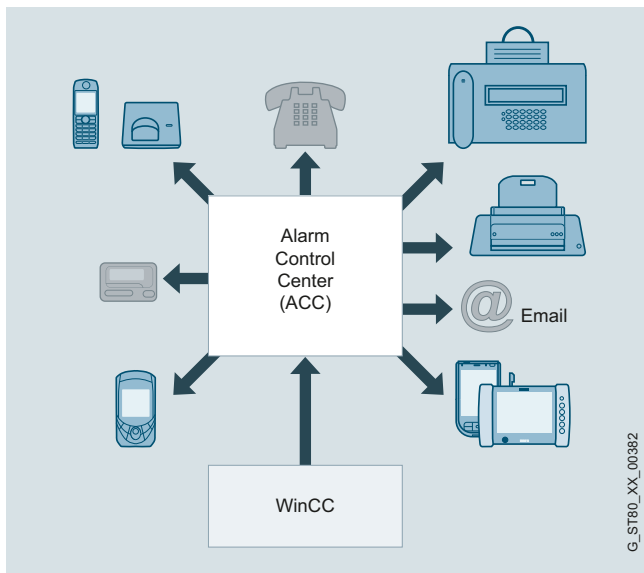 Alarm
Control
Center
(ACC)
@ Email
WinCC
G_ST80_XX_00382